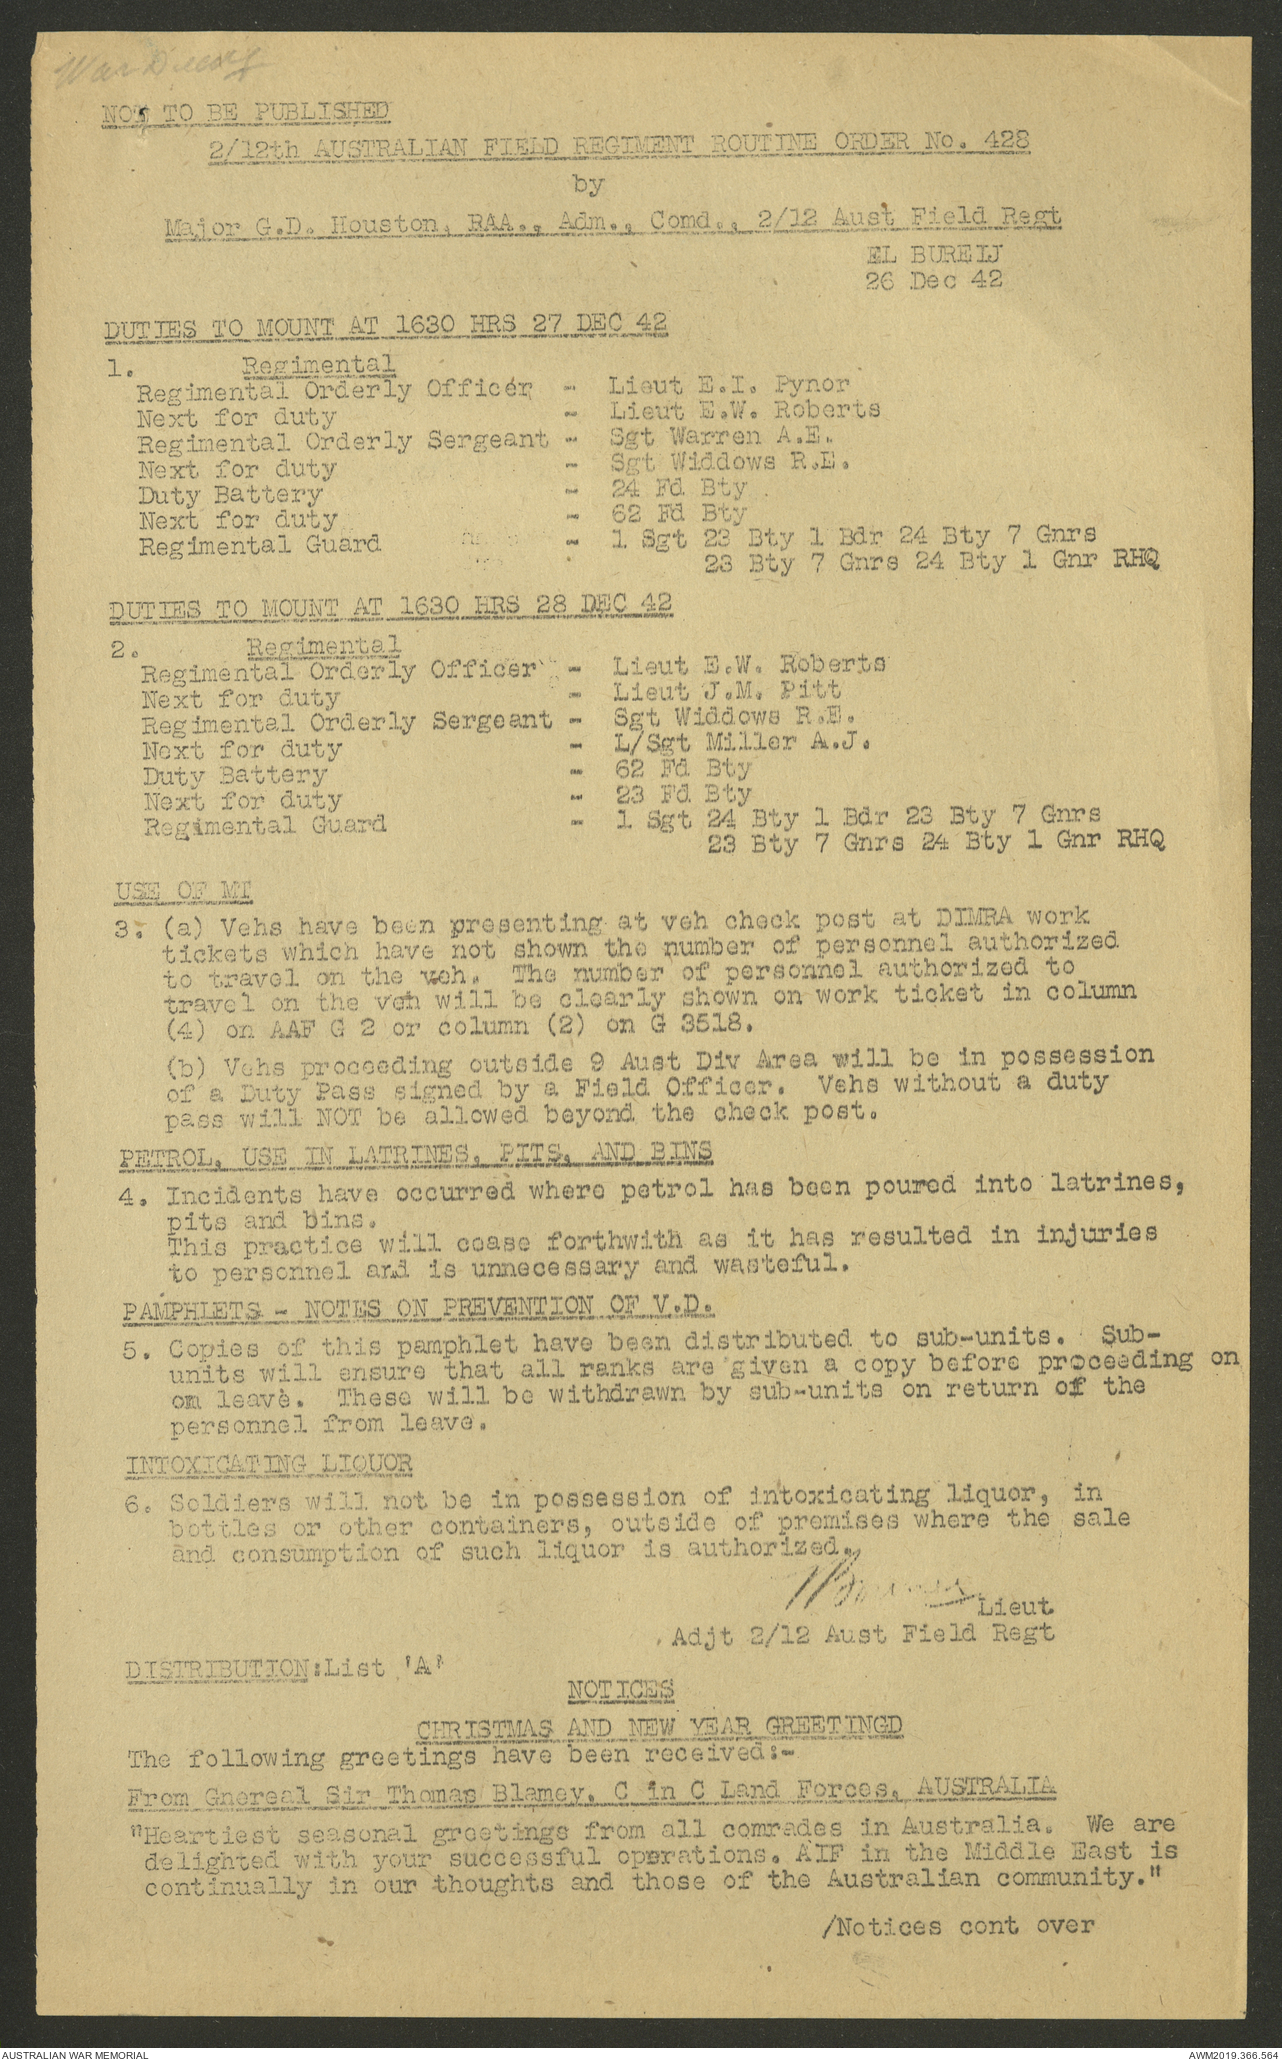 War Diary
NOT TO BE PUBLISHED
2/12th AUSTRALIAN FIELD REGIMENT ROUTINE ORDER No. 428
by
Major G.D. Houston, RAA., Adm., Comd., 2/12 Aust Field Regt
EL BUREIJ
26 Dec 42
DUTIES TO MOUNT AT 1630 HRS 27 DEC 42
1. Regimental
Regimental Orderly Officer - Lieut E.I. Pynor
Next for duty - Lieut E.W. Roberts
Regimental Orderly Sergeant - Sgt Warren A.E.
Next for duty - Sgt Widdows R.E.
Duty Battery - 24 Fd Bty
Next for duty - 62 Fd Bty
Regimental Guard - 1 Sgt 23 Bty 1 Bdr 24 Bty 7 Gnrs
23 Bty 7 Gnrs 24 Bty 1 Gnr RHQ
DUTIES TO MOUNT AT 1630 HRS 28 DEC 42
2. Regimental
Regimental Orderly Officer - Lieut E.W. Roberts
Next for duty - Lieut J.M. Pitt
Regimental Orderly Sergeant - Sgt Widdows R.E.
Next for duty - L/Sgt Miller A.J.
Duty Battery - 62 Fd Bty
Next for duty - 23 Fd Bty
Regimental Guard - 1 Sgt 24 Bty 1 Bdr 23 Bty 7 Gnrs
23 Bty 7 Gnrs 24 Bty 1 Gnr RHQ
USE OF MT
3. (a) Vehs have been presenting at veh check post at DIMRA work
tickets which have not shown the number of personnel authorized
to travel on the veh. The number of personnel authorized to
travel on the veh will be clearly shown on work ticket in column
(4) on AAF G 2 or column (2) on G 3518.
(b) Vehs proceeding outside 9 Aust Div Area will be in possession
of a Duty Pass signed by a Field Officer. Vehs without a duty
pass will NOT be allowed beyond the check post.
PETROL, USE IN LATRINES, PITS, AND BINS
4. Incidents have occurred where petrol has been poured into latrines,
pits and bins.
This practice will cease forthwith as it has resulted in injuries
to personnel and is unnecessary and wasteful.
PAMPHLETS - NOTES ON PREVENTION OF V.D.
5. Copies of this pamphlet have been distributed to sub-units. Sub-
units will ensure that all ranks are given a copy before proceeding on
on leave. These will be withdrawn by sub-units on return of the
personnel from leave.
INTOXICATING LIQUOR
6. Soldiers will not be in possession of intoxicating liquor, in
bottles or other containers, outside of premises where the sale
and consumption of such liquor is authorized.
Lieut
Adjt 2/12 Aust Field Regt
DISTRIBUTION:List 'A'
NOTICES
CHRISTMAS AND NEW YEAR GREETINGD
The following greetings have been received:-
From Gnereal Sir Thomas Blamey. C in C Land Forces, AUSTRALIA
"Heartiest seasonal greetings from all comrades in Australia. We are
delighted with your successful operations. AIF in the Middle East is
continually in our thoughts and those of the Australian community."
/Notices cont over
AUSTRALIAN WAR MEMORIAL
AWM2019.366.564